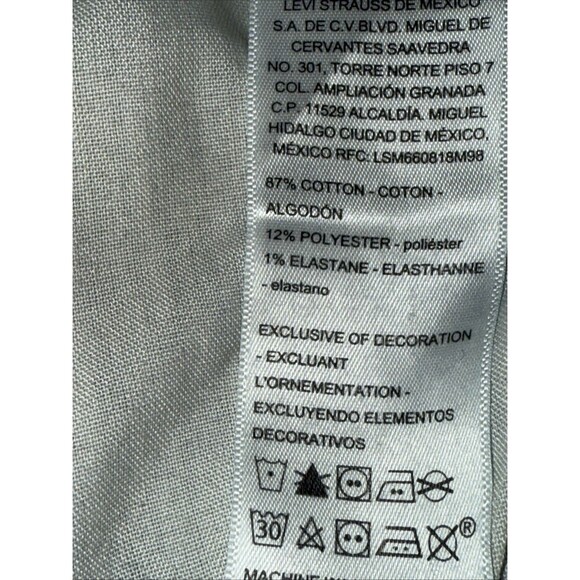 LEVI STRAUSS DE MÉXICO
S.A. DE C.V.BLVD. MIGUEL DE
CERVANTES SAAVEDRA
NO. 301, TORRE NORTE PISO 7
COL. AMPLIACIÓN GRANADA
C.P. 11529 ALCALDÍA. MIGUEL
HIDALGO CIUDAD DE MÉXICO,
MÉXICO RFC: LSM660818M98
87% COTTON - COTON -
ALGODÓN
12% POLYESTER - poliéster
1% ELASTANE - ELASTHANNE
- elastano
EXCLUSIVE OF DECORATION
- EXCLUANT
L'ORNEMENTATION -
EXCLUYENDO ELEMENTOS
DECORATIVOS
30 ®
MACHINE